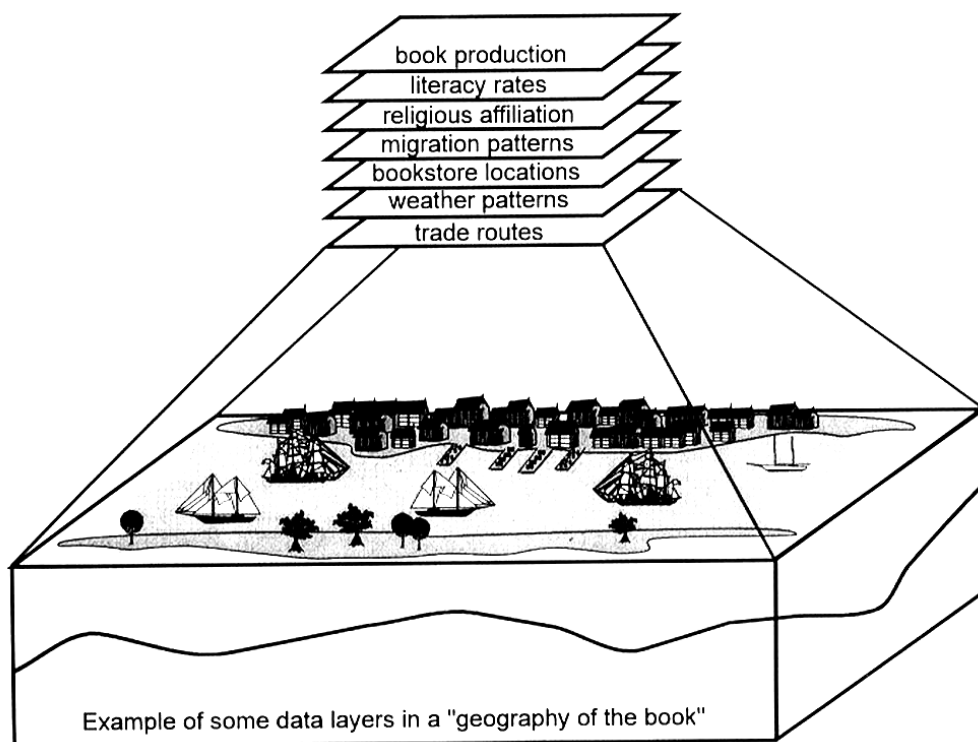 book production
literacy rates
religious affiliation
migration patterns
bookstore locations
weather patterns
trade routes
Example of some data layers in a "geography of the book"